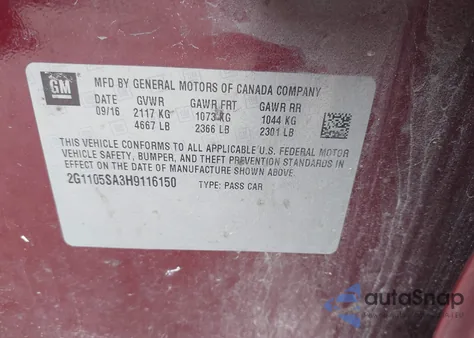 GM
MFD BY GENERAL MOTORS OF CANADA COMPANY
DATE GVWR GAWR FRT GAWR RR
09/16 2117 KG 1073 KG 1044 KG
4667 LB 2366 LB 2301 LB
THIS VEHICLE CONFORMS TO ALL APPLICABLE U.S. FEDERAL MOTOR
VEHICLE SAFETY, BUMPER, AND THEFT PREVENTION STANDARDS IN
EFFECT ON THE DATE OF MANUFACTURE SHOWN ABOVE.
2G1105SA3H9116150 TYPE: PASS CAR
autoSnap